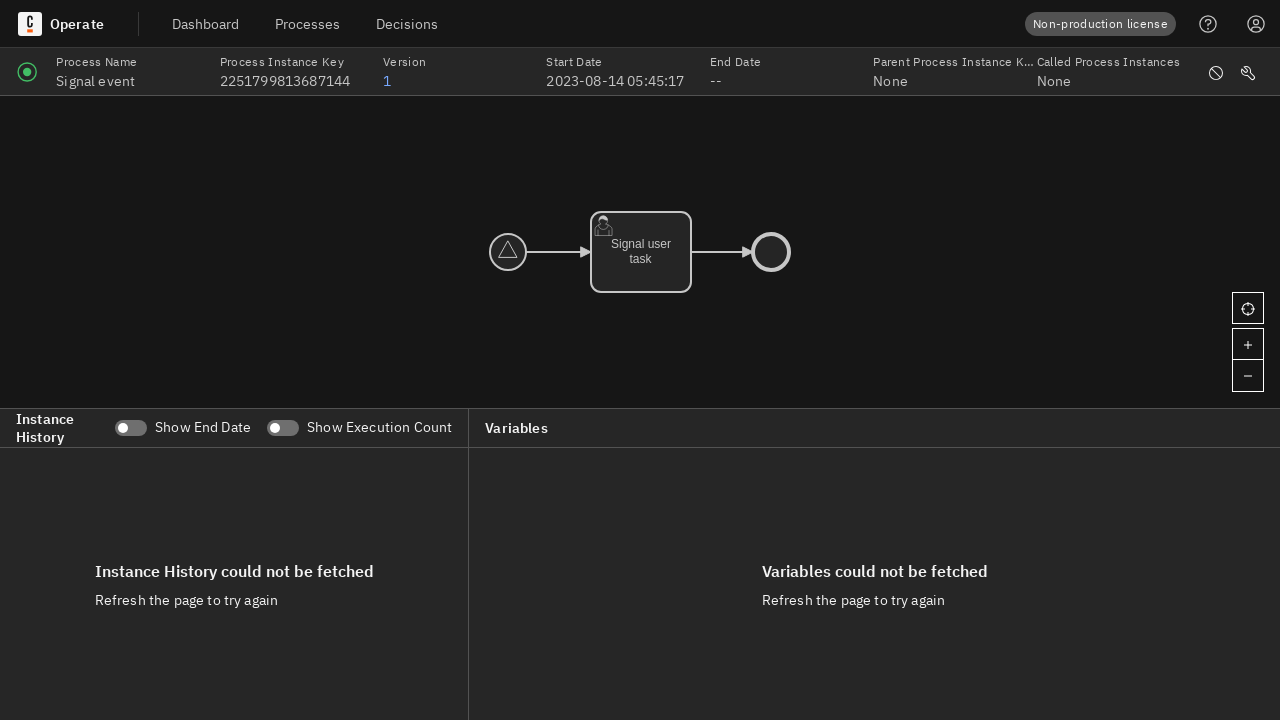 Operate
Dashboard
Processes
Decisions
Non-production license
Process Name
Signal event
Process Instance Key
2251799813687144
Version
1
Start Date
2023-08-14 05:45:17
End Date
--
Parent Process Instance K...
None
Called Process Instances
None
Signal user
task
Instance
History
Show End Date
Show Execution Count
Variables
Instance History could not be fetched
Refresh the page to try again
Variables could not be fetched
Refresh the page to try again